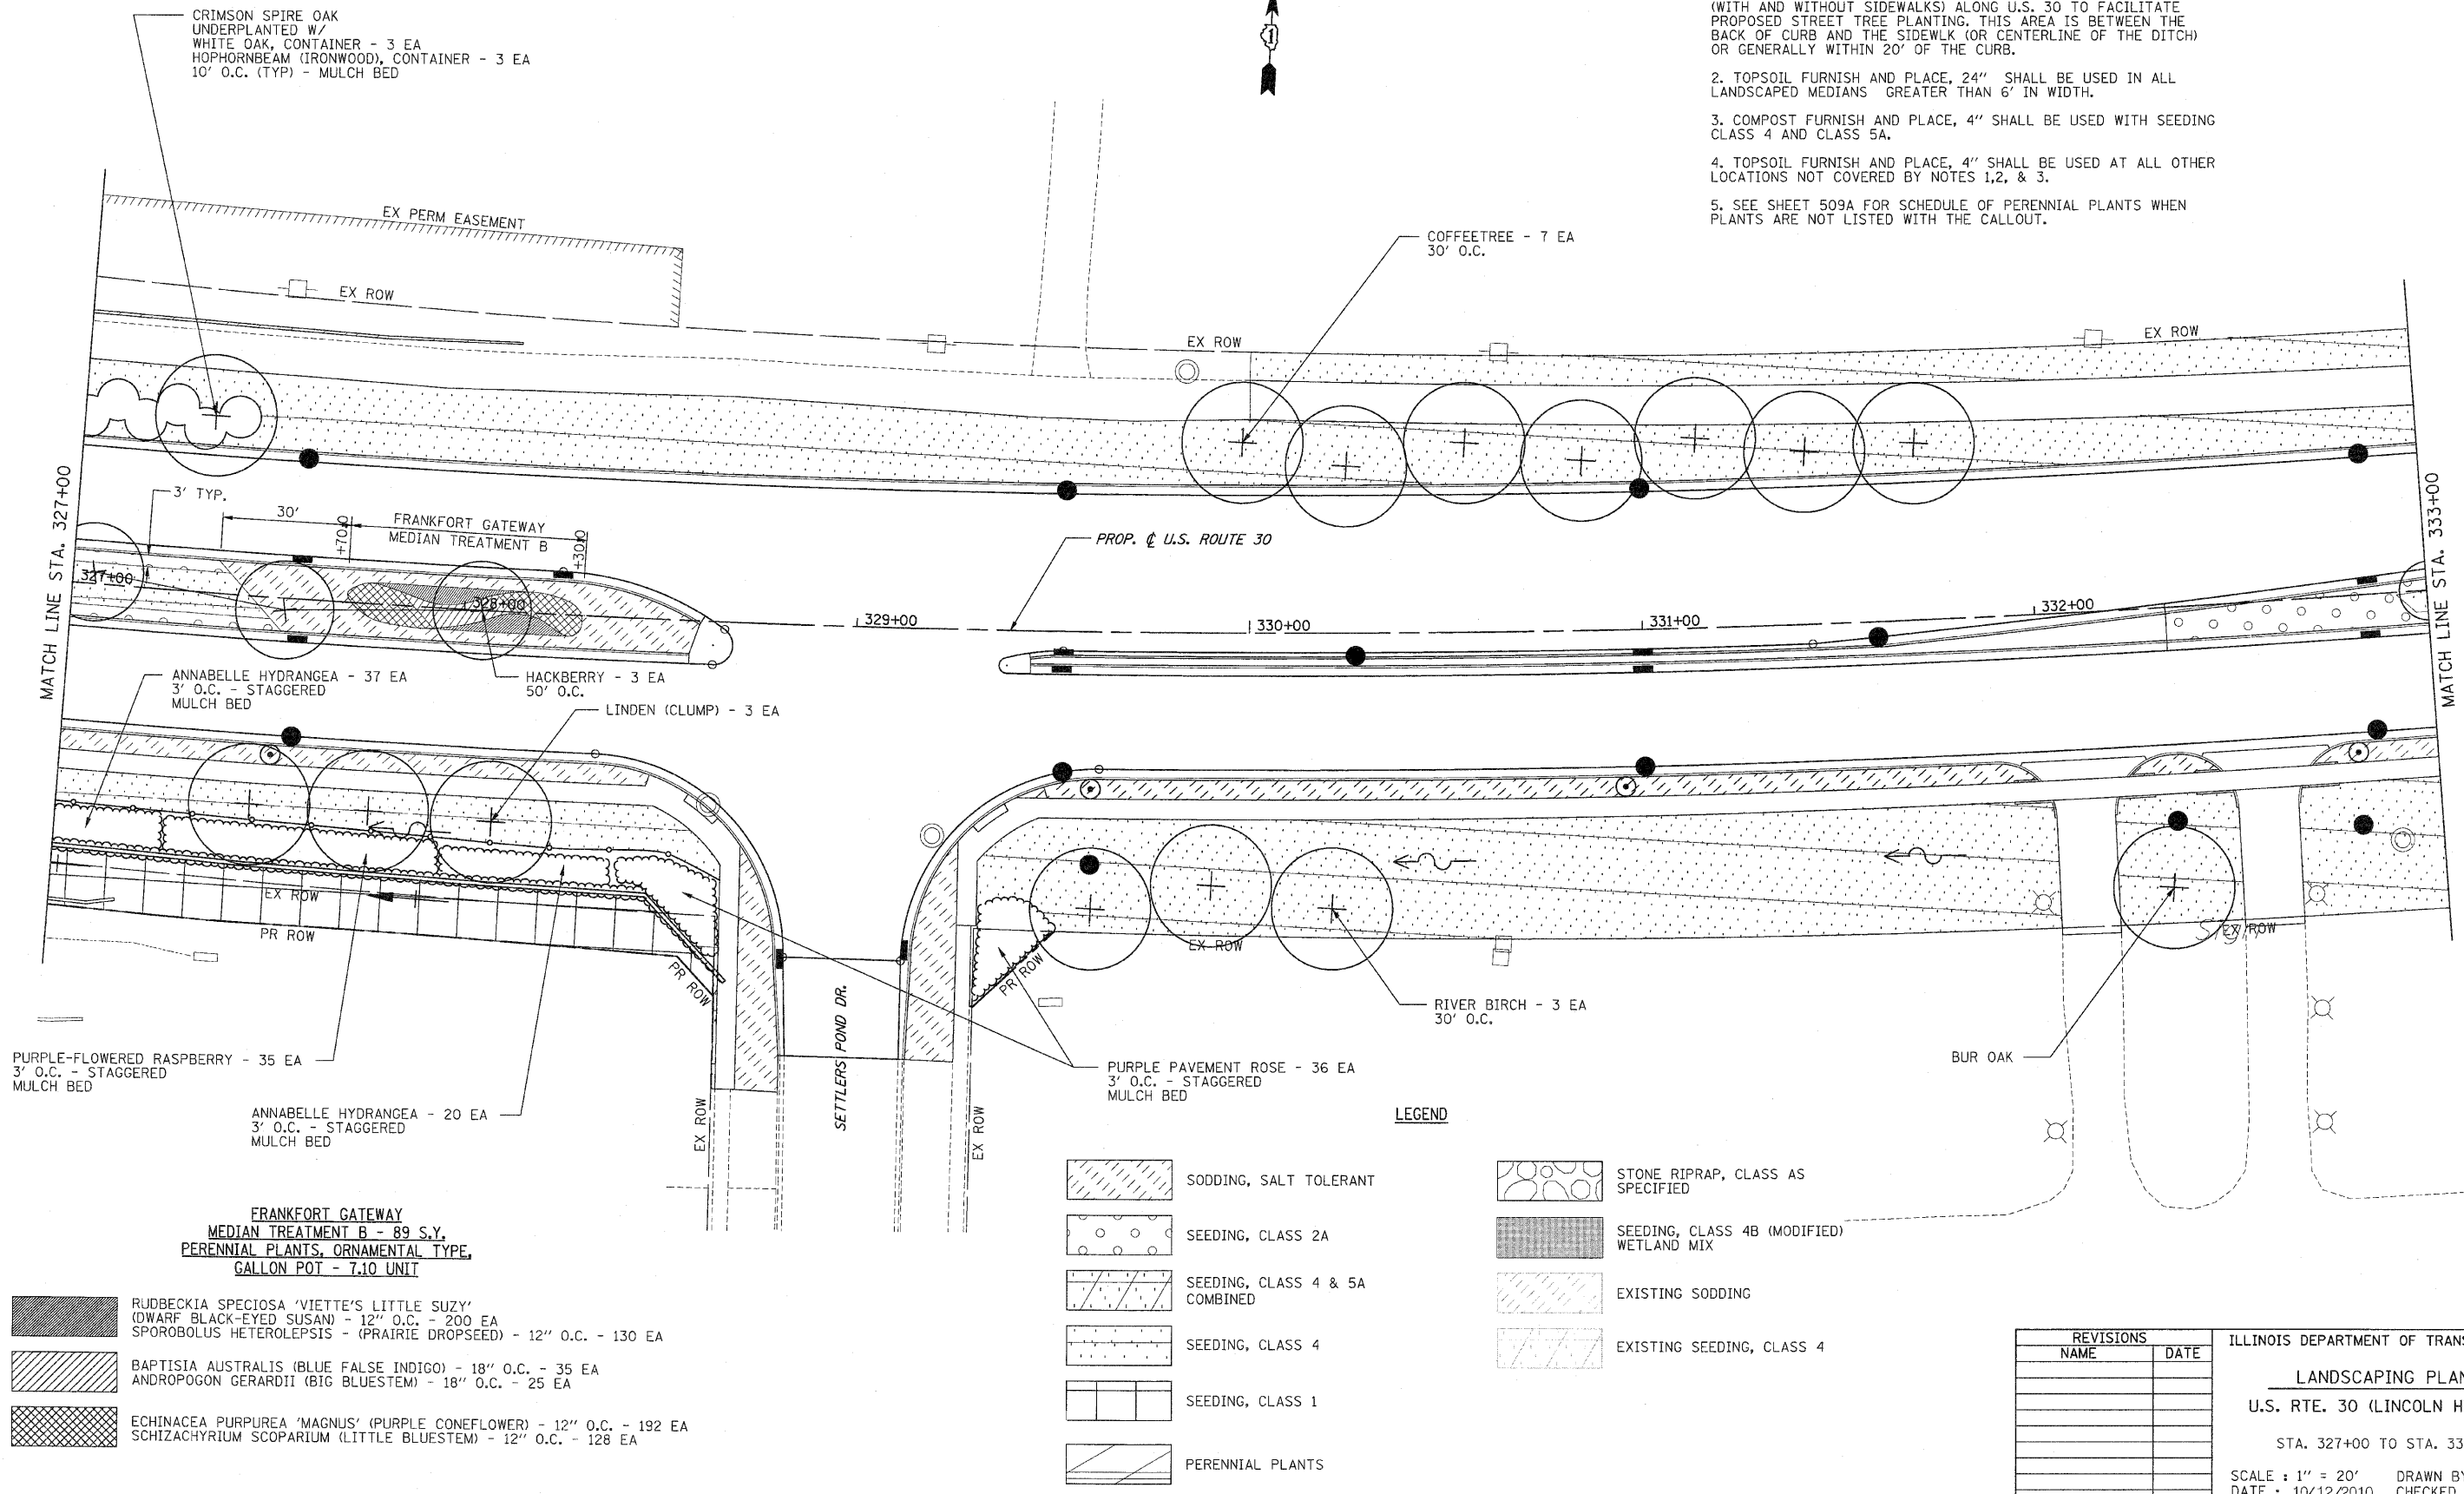 CRIMSON SPIRE OAK
UNDERPLANTED W/
WHITE OAK, CONTAINER - 3 EA
HOPHORNBEAM (IRONWOOD), CONTAINER - 3 EA
10' O.C. (TYP) - MULCH BED
(WITH AND WITHOUT SIDEWALKS) ALONG U.S. 30 TO FACILITATE
PROPOSED STREET TREE PLANTING. THIS AREA IS BETWEEN THE
BACK OF CURB AND THE SIDEWLK (OR CENTERLINE OF THE DITCH)
OR GENERALLY WITHIN 20' OF THE CURB.
2. TOPSOIL FURNISH AND PLACE, 24" SHALL BE USED IN ALL
LANDSCAPED MEDIANS GREATER THAN 6' IN WIDTH.
3. COMPOST FURNISH AND PLACE, 4" SHALL BE USED WITH SEEDING
CLASS 4 AND CLASS 5A.
4. TOPSOIL FURNISH AND PLACE, 4" SHALL BE USED AT ALL OTHER
LOCATIONS NOT COVERED BY NOTES 1,2, & 3.
5. SEE SHEET 509A FOR SCHEDULE OF PERENNIAL PLANTS WHEN
PLANTS ARE NOT LISTED WITH THE CALLOUT.
EX PERM EASEMENT
COFFEETREE - 7 EA
30' O.C.
EX ROW
EX ROW
EX ROW
MATCH LINE STA. 327+00
MATCH LINE STA. 333+00
3' TYP.
30'
+70.0
FRANKFORT GATEWAY
MEDIAN TREATMENT B
+30.0
PROP. ℄ U.S. ROUTE 30
327+00
328+00
329+00
330+00
331+00
332+00
ANNABELLE HYDRANGEA - 37 EA
3' O.C. - STAGGERED
MULCH BED
HACKBERRY - 3 EA
50' O.C.
LINDEN (CLUMP) - 3 EA
EX ROW
PR ROW
PR ROW
PR ROW
EX ROW
Sign
EX ROW
SETTLERS POND DR.
RIVER BIRCH - 3 EA
30' O.C.
BUR OAK
PURPLE-FLOWERED RASPBERRY - 35 EA
3' O.C. - STAGGERED
MULCH BED
PURPLE PAVEMENT ROSE - 36 EA
3' O.C. - STAGGERED
MULCH BED
ANNABELLE HYDRANGEA - 20 EA
3' O.C. - STAGGERED
MULCH BED
EX ROW
EX ROW
LEGEND
SODDING, SALT TOLERANT
SEEDING, CLASS 2A
SEEDING, CLASS 4 & 5A
COMBINED
SEEDING, CLASS 4
SEEDING, CLASS 1
PERENNIAL PLANTS
STONE RIPRAP, CLASS AS
SPECIFIED
SEEDING, CLASS 4B (MODIFIED)
WETLAND MIX
EXISTING SODDING
EXISTING SEEDING, CLASS 4
FRANKFORT GATEWAY
MEDIAN TREATMENT B - 89 S.Y.
PERENNIAL PLANTS, ORNAMENTAL TYPE,
GALLON POT - 7.10 UNIT
RUDBECKIA SPECIOSA 'VIETTE'S LITTLE SUZY'
(DWARF BLACK-EYED SUSAN) - 12" O.C. - 200 EA
SPOROBOLUS HETEROLEPSIS - (PRAIRIE DROPSEED) - 12" O.C. - 130 EA
BAPTISIA AUSTRALIS (BLUE FALSE INDIGO) - 18" O.C. - 35 EA
ANDROPOGON GERARDII (BIG BLUESTEM) - 18" O.C. - 25 EA
ECHINACEA PURPUREA 'MAGNUS' (PURPLE CONEFLOWER) - 12" O.C. - 192 EA
SCHIZACHYRIUM SCOPARIUM (LITTLE BLUESTEM) - 12" O.C. - 128 EA
REVISIONS
NAME DATE
ILLINOIS DEPARTMENT OF TRANS
LANDSCAPING PLAN
U.S. RTE. 30 (LINCOLN H
STA. 327+00 TO STA. 33
SCALE : 1" = 20' DRAWN BY
DATE : 10/12/2010 CHECKED